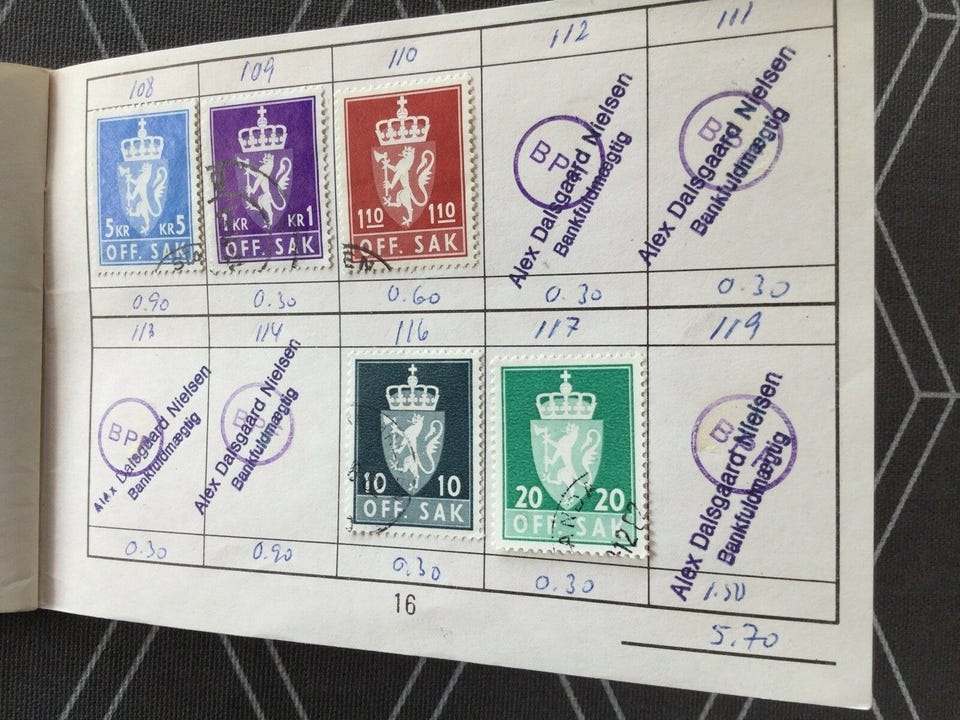 108 109 110 112 111
5 KR KR 5
OFF. SAK
1 KR KR 1
OFF. SAK
1 10 1 10
OFF. SAK
BPP
Alex Dalsgaard Nielsen
Bankfuldmægtig
Alex Dalsgaard Nielsen
Bankfuldmægtig
0.90 0.30 0.60 0.30 0.30
113 114 116 117 119
BP
Alex Dalsgaard Nielsen
Bankfuldmægtig
Alex Dalsgaard Nielsen
Bankfuldmægtig
10 10
OFF. SAK
20 20
OFF. SAK
Alex Dalsgaard Nielsen
Bankfuldmægtig
0.30 0.90 0.30 0.30 1.50
16
5.70